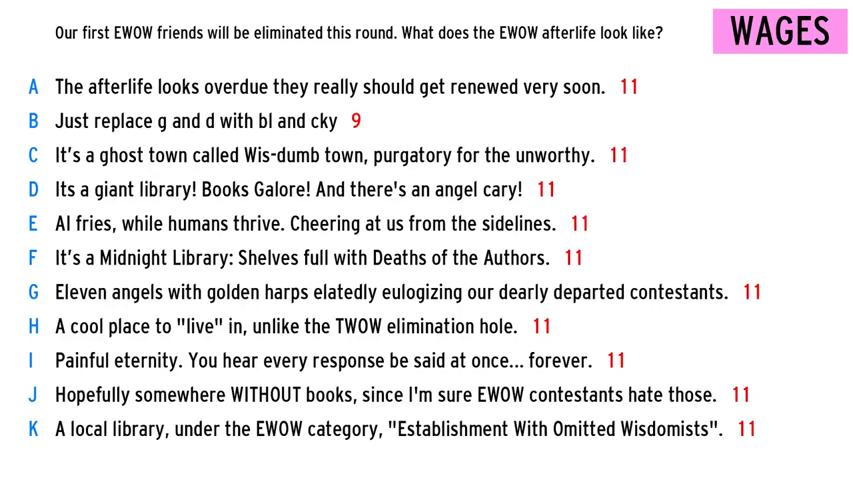 Our first EWOW friends will be eliminated this round. What does the EWOW afterlife look like?
WAGES
A The afterlife looks overdue they really should get renewed very soon. 11
B Just replace g and d with bl and cky 9
C It's a ghost town called Wis-dumb town, purgatory for the unworthy. 11
D Its a giant library! Books Galore! And there's an angel cary! 11
E AI fries, while humans thrive. Cheering at us from the sidelines. 11
F It's a Midnight Library: Shelves full with Deaths of the Authors. 11
G Eleven angels with golden harps elatedly eulogizing our dearly departed contestants. 11
H A cool place to "live" in, unlike the TWOW elimination hole. 11
I Painful eternity. You hear every response be said at once... forever. 11
J Hopefully somewhere WITHOUT books, since I'm sure EWOW contestants hate those. 11
K A local library, under the EWOW category, "Establishment With Omitted Wisdomists". 11